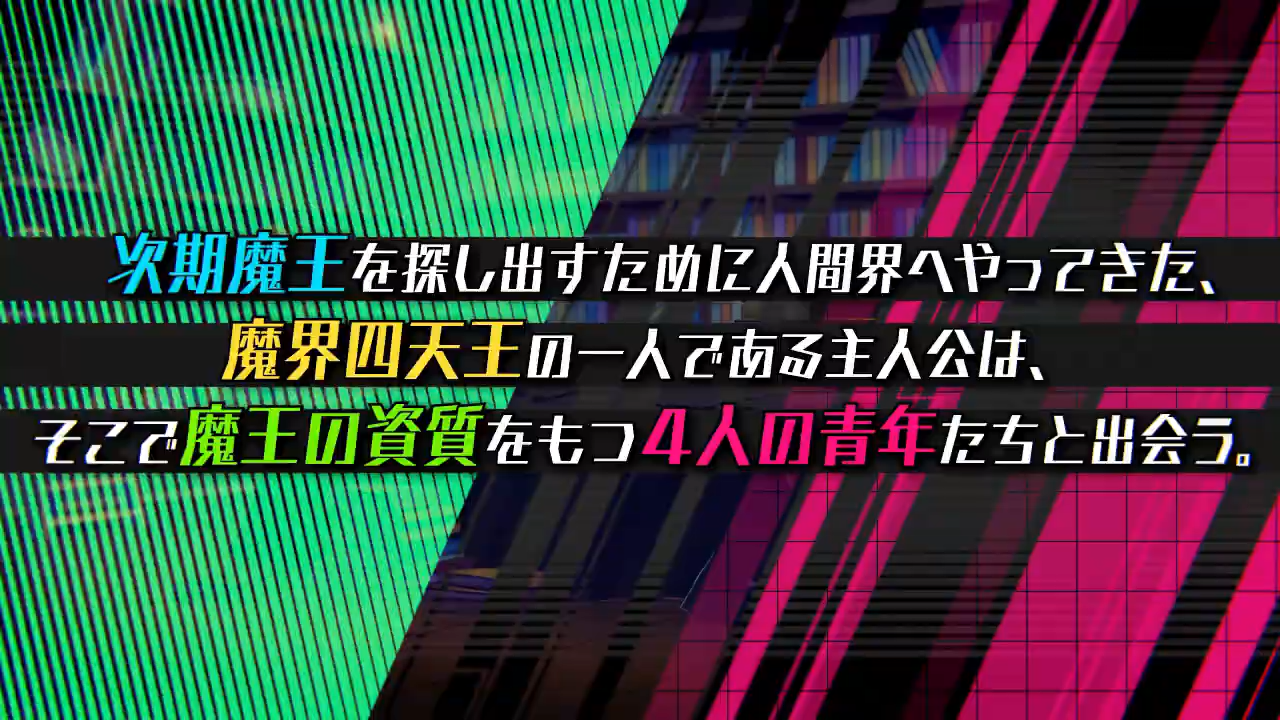 次期魔王を探し出すために人間界へやってきた、
魔界四天王の一人である主人公は、
そこで魔王の資質をもつ4人の青年たちと出会う。